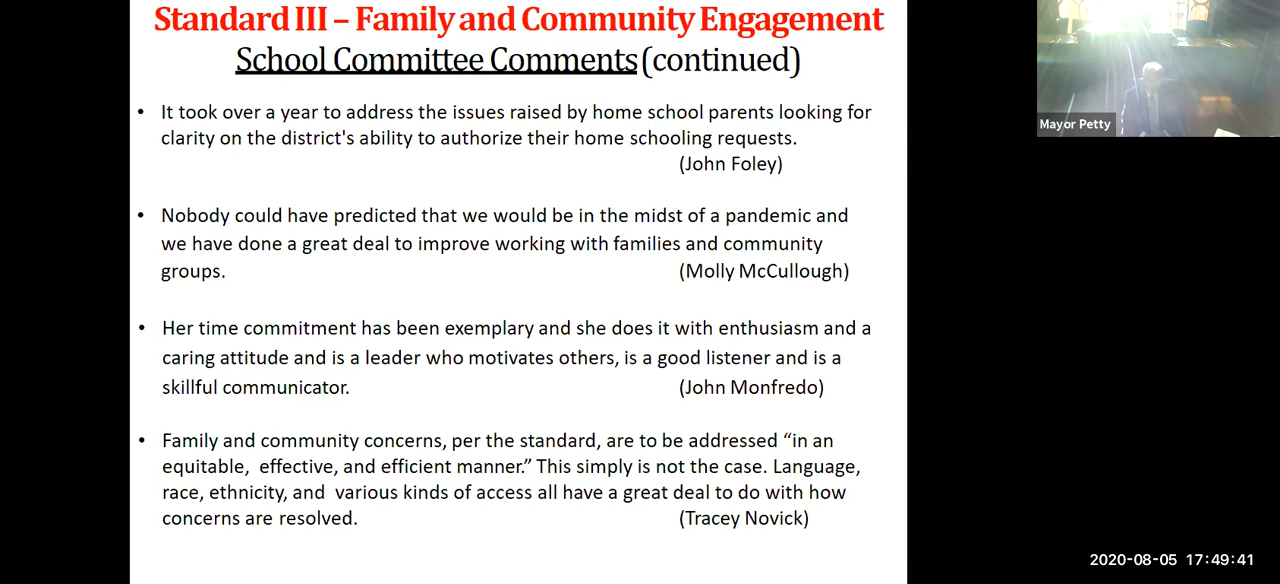 Standard III – Family and Community Engagement
School Committee Comments (continued)
• It took over a year to address the issues raised by home school parents looking for
clarity on the district's ability to authorize their home schooling requests.
(John Foley)
• Nobody could have predicted that we would be in the midst of a pandemic and
we have done a great deal to improve working with families and community
groups. (Molly McCullough)
• Her time commitment has been exemplary and she does it with enthusiasm and a
caring attitude and is a leader who motivates others, is a good listener and is a
skillful communicator. (John Monfredo)
• Family and community concerns, per the standard, are to be addressed “in an
equitable, effective, and efficient manner.” This simply is not the case. Language,
race, ethnicity, and various kinds of access all have a great deal to do with how
concerns are resolved. (Tracey Novick)
Mayor Petty
2020-08-05 17:49:41